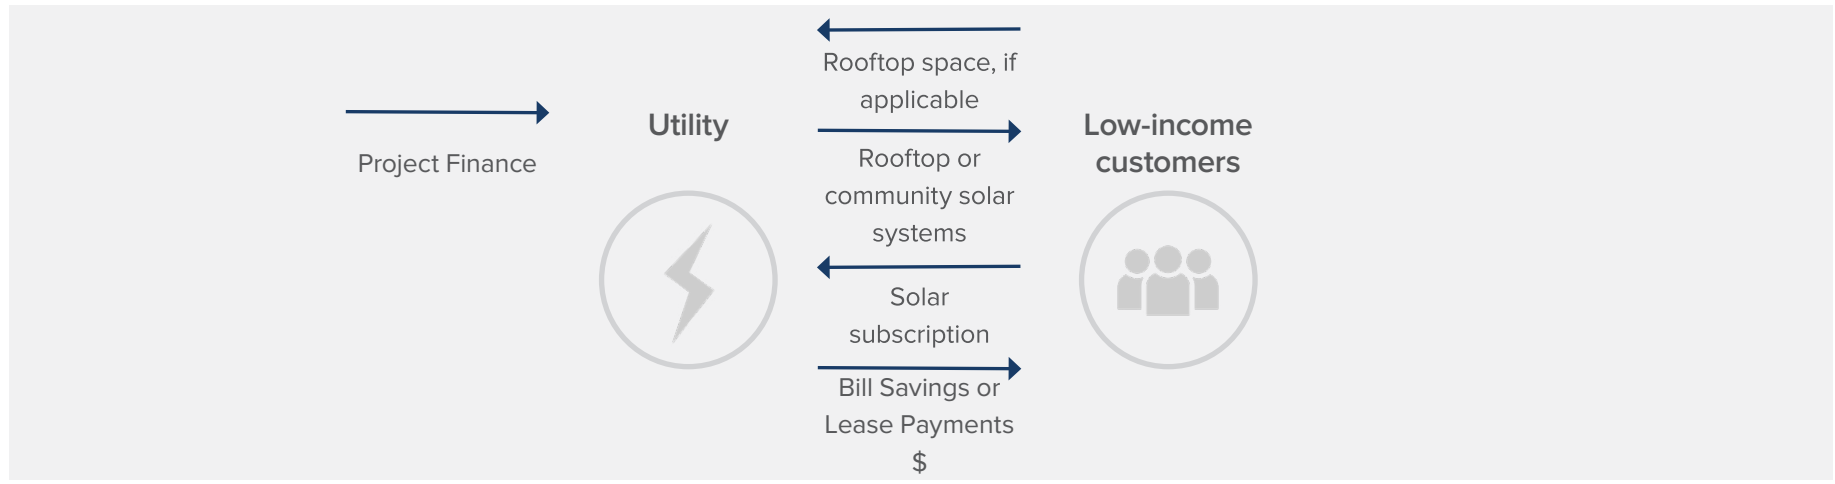 Project Finance
Utility
Rooftop space, if
applicable
Rooftop or
community solar
systems
Solar
subscription
Bill Savings or
Lease Payments
$
Low-income
customers